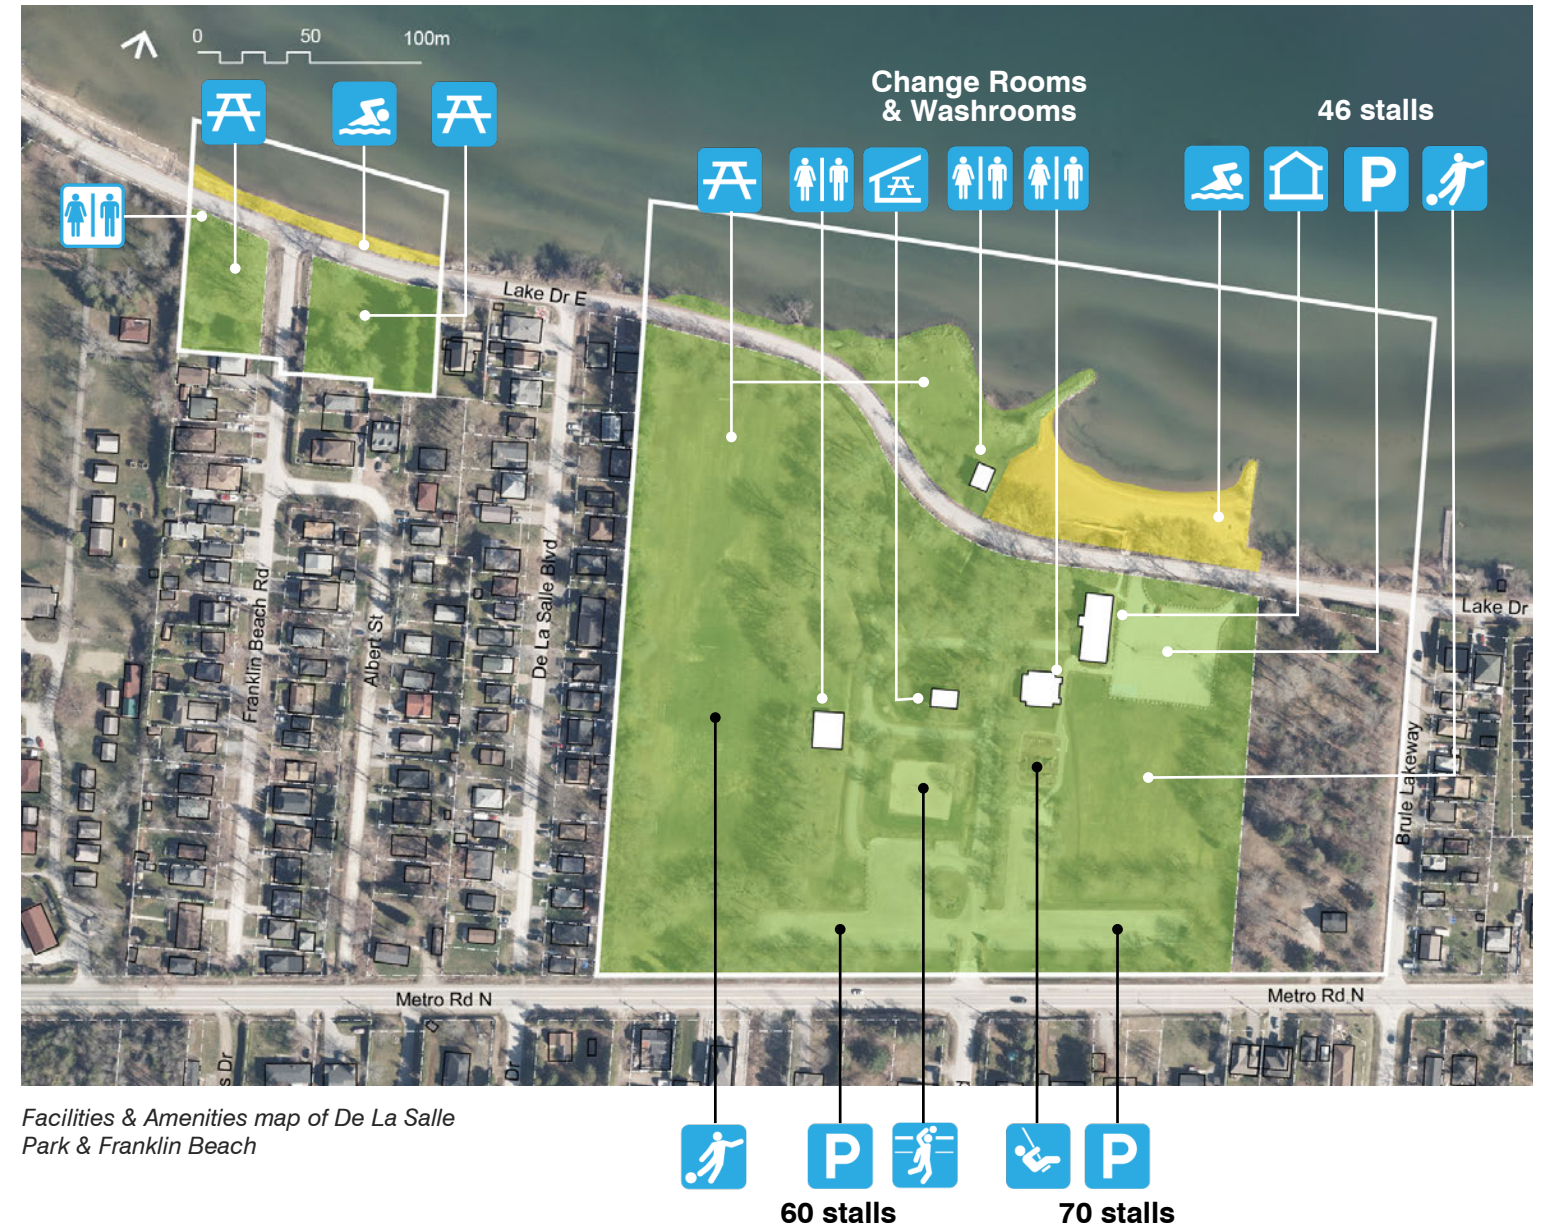 0 50 100m
Change Rooms
& Washrooms
46 stalls
P
Lake Dr E
Lake Dr
Franklin Beach Rd
Albert St
De La Salle Blvd
Brule Lakeway
Metro Rd N
Metro Rd N
s Dr
Dr
Facilities & Amenities map of De La Salle
Park & Franklin Beach
P
P
60 stalls
70 stalls